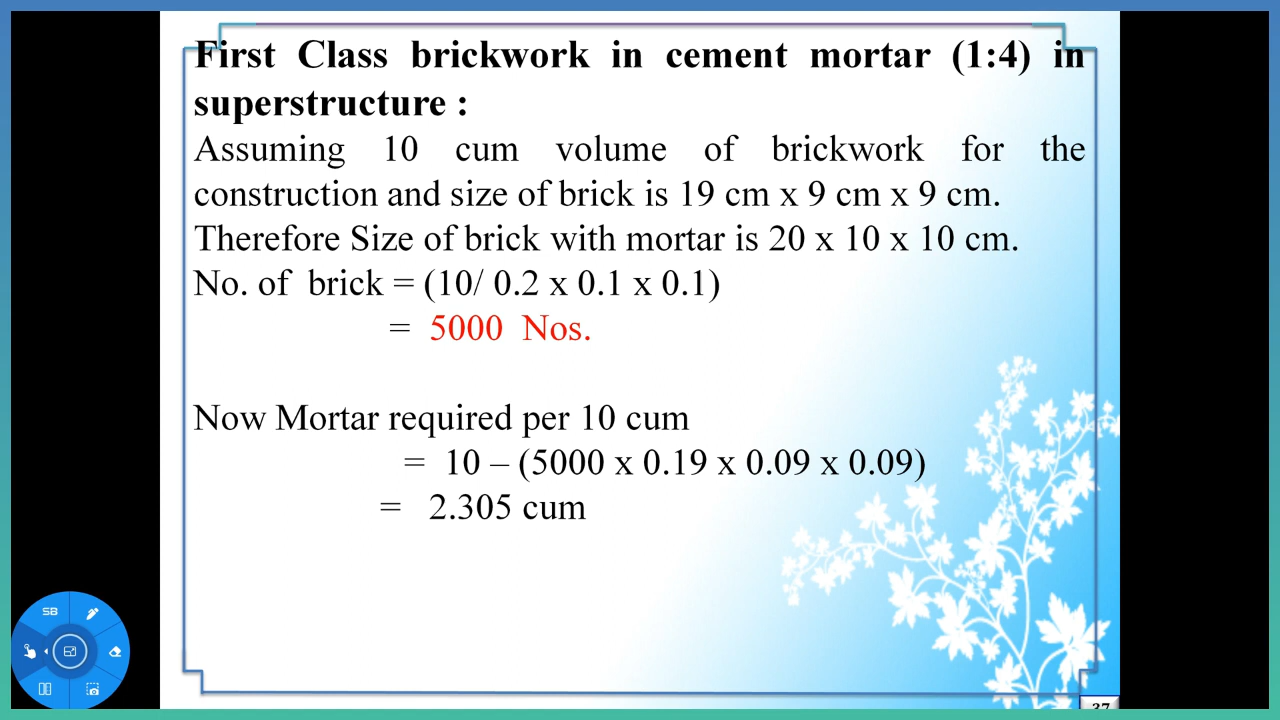 First Class brickwork in cement mortar (1:4) in
superstructure :
Assuming 10 cum volume of brickwork for the
construction and size of brick is 19 cm x 9 cm x 9 cm.
Therefore Size of brick with mortar is 20 x 10 x 10 cm.
No. of brick = (10/ 0.2 x 0.1 x 0.1)
= 5000 Nos.
Now Mortar required per 10 cum
= 10 – (5000 x 0.19 x 0.09 x 0.09)
= 2.305 cum
SB
37